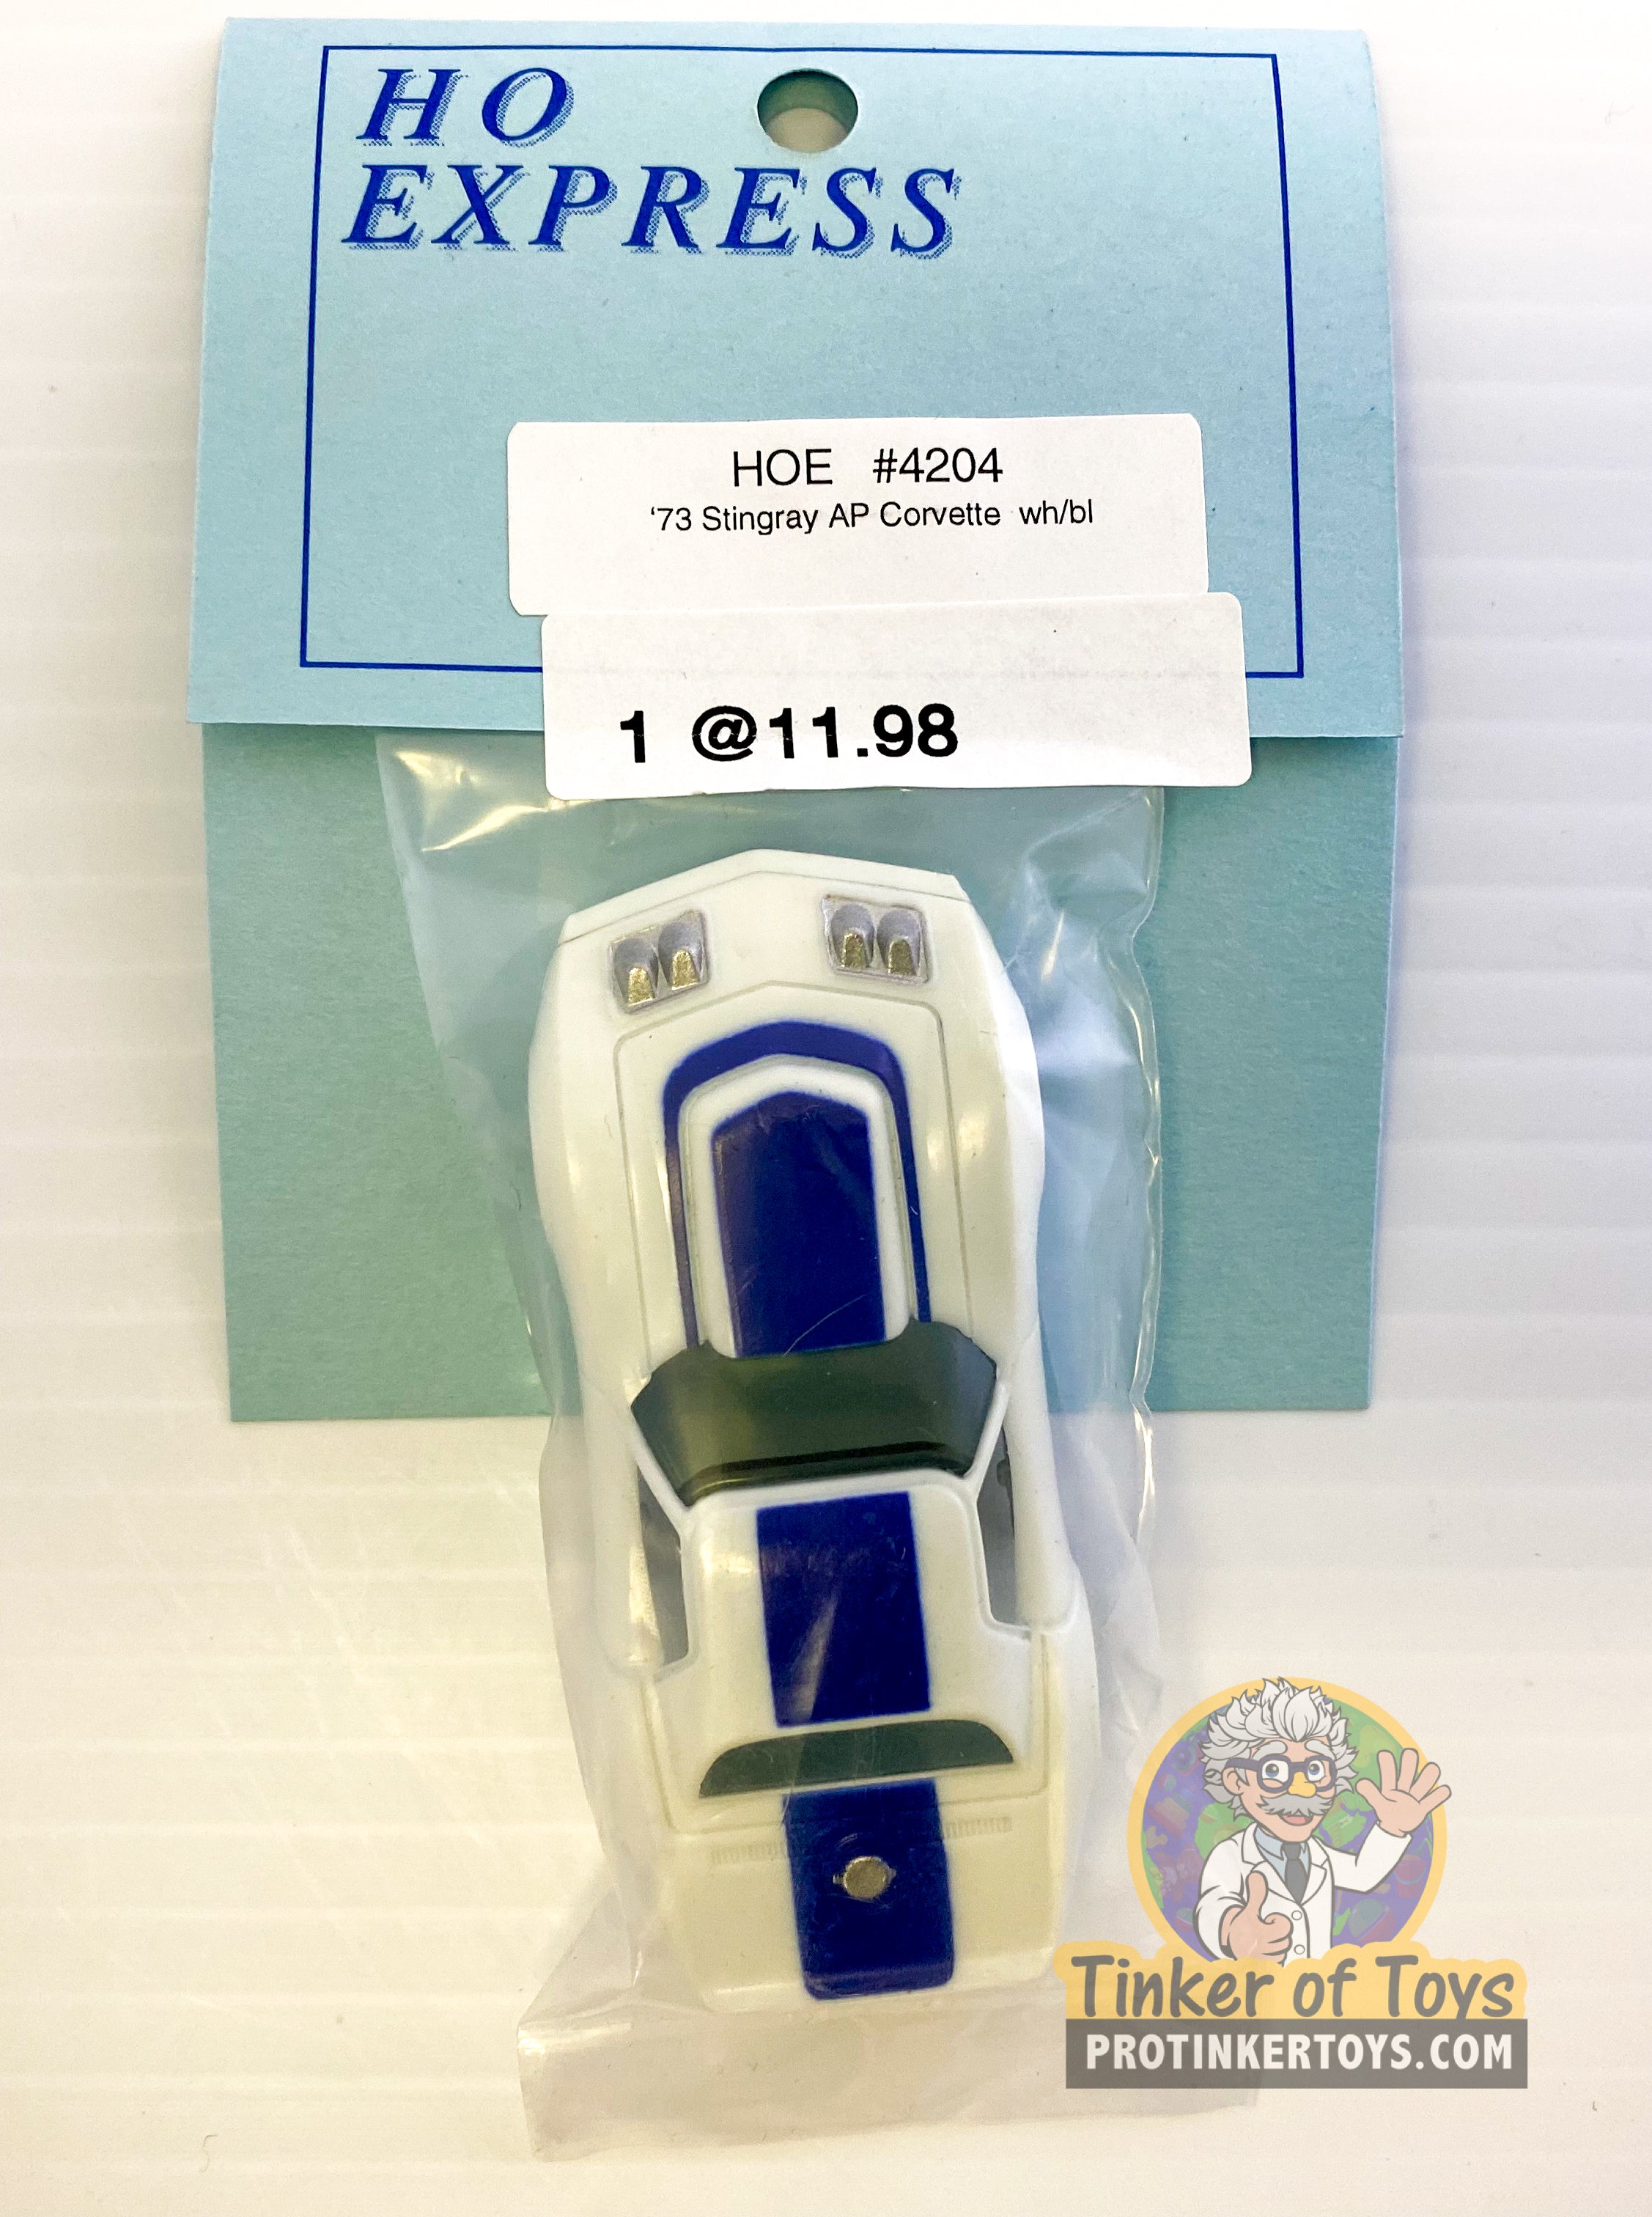 HO
EXPRESS
HOE #4204
‘73 Stingray AP Corvette wh/bl
1 @11.98
Tinker of Toys
PROTINKERTOYS.COM